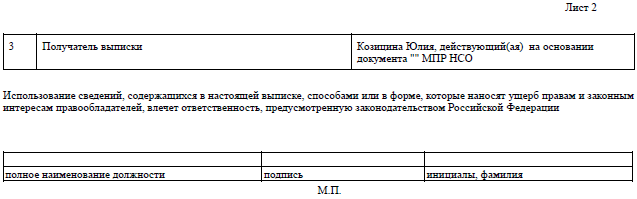 Лист 2
3 Получатель выписки Козицина Юлия, действующий(ая) на основании
документа "" МПР НСО
Использование сведений, содержащихся в настоящей выписке, способами или в форме, которые наносят ущерб правам и законным
интересам правообладателей, влечет ответственность, предусмотренную законодательством Российской Федерации
полное наименование должности подпись инициалы, фамилия
М.П.